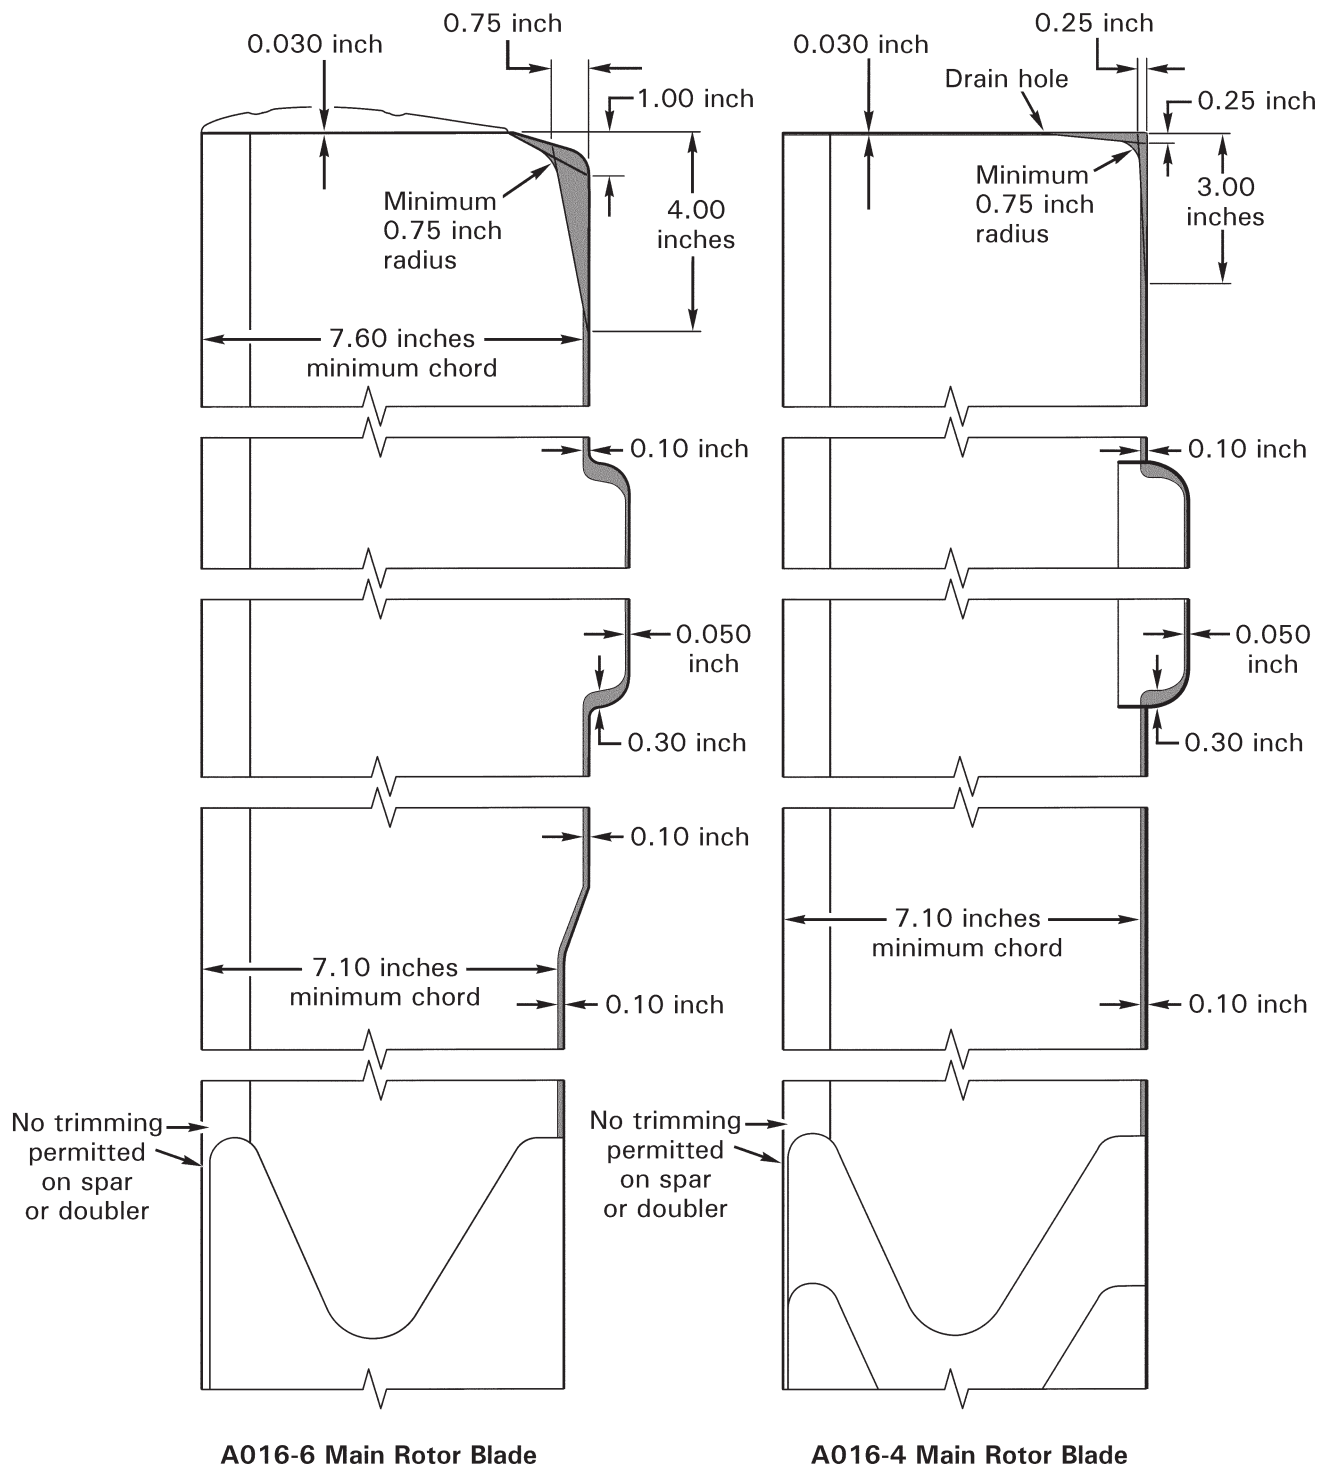 0.75 inch
0.030 inch
1.00 inch
Minimum
0.75 inch
radius
4.00
inches
7.60 inches
minimum chord
0.10 inch
0.050
inch
0.30 inch
0.10 inch
7.10 inches
minimum chord
0.10 inch
No trimming
permitted
on spar
or doubler
A016-6 Main Rotor Blade
0.25 inch
0.030 inch
Drain hole
0.25 inch
Minimum
0.75 inch
radius
3.00
inches
0.10 inch
0.050
inch
0.30 inch
7.10 inches
minimum chord
0.10 inch
No trimming
permitted
on spar
or doubler
A016-4 Main Rotor Blade